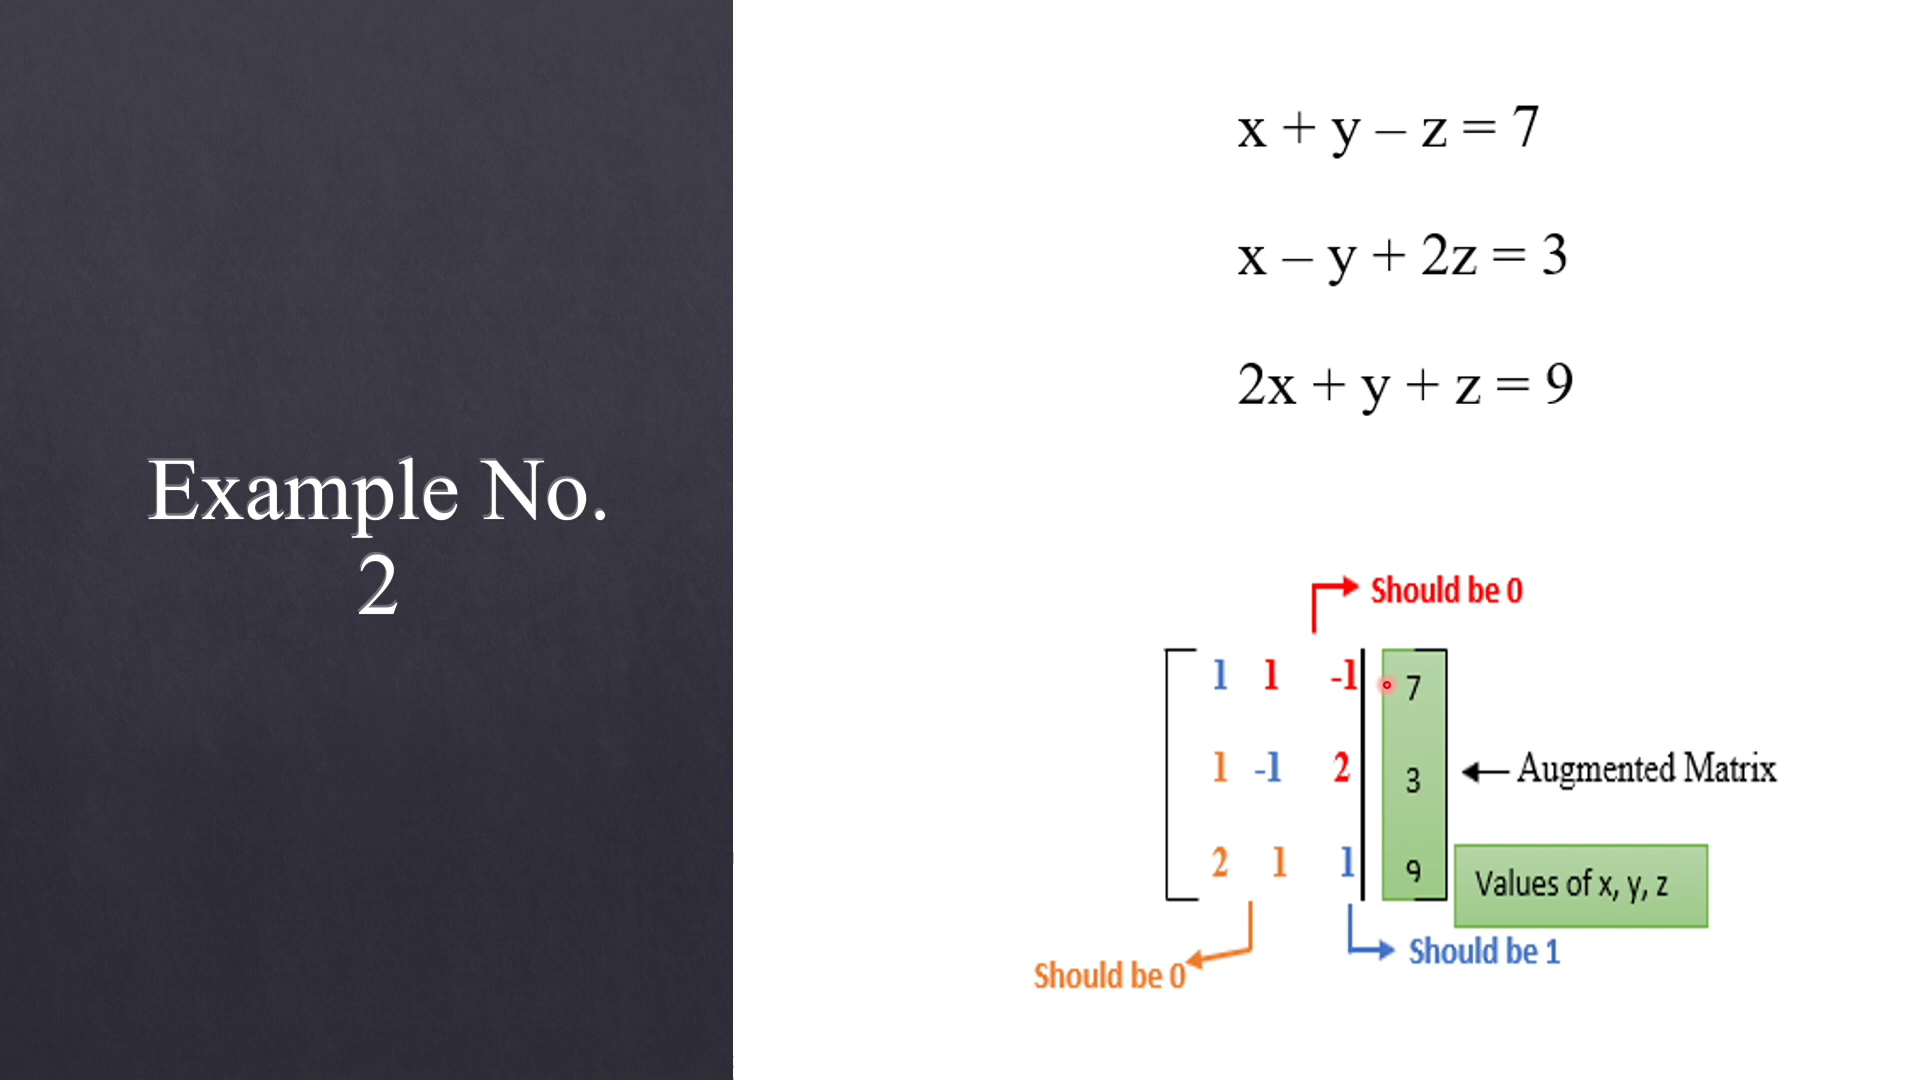 Example No.
2
x + y – z = 7
x – y + 2z = 3
2x + y + z = 9
Should be 0
1 1 -1 7
1 -1 2 3
Augmented Matrix
2 1 1 9
Values of x, y, z
Should be 1
Should be 0